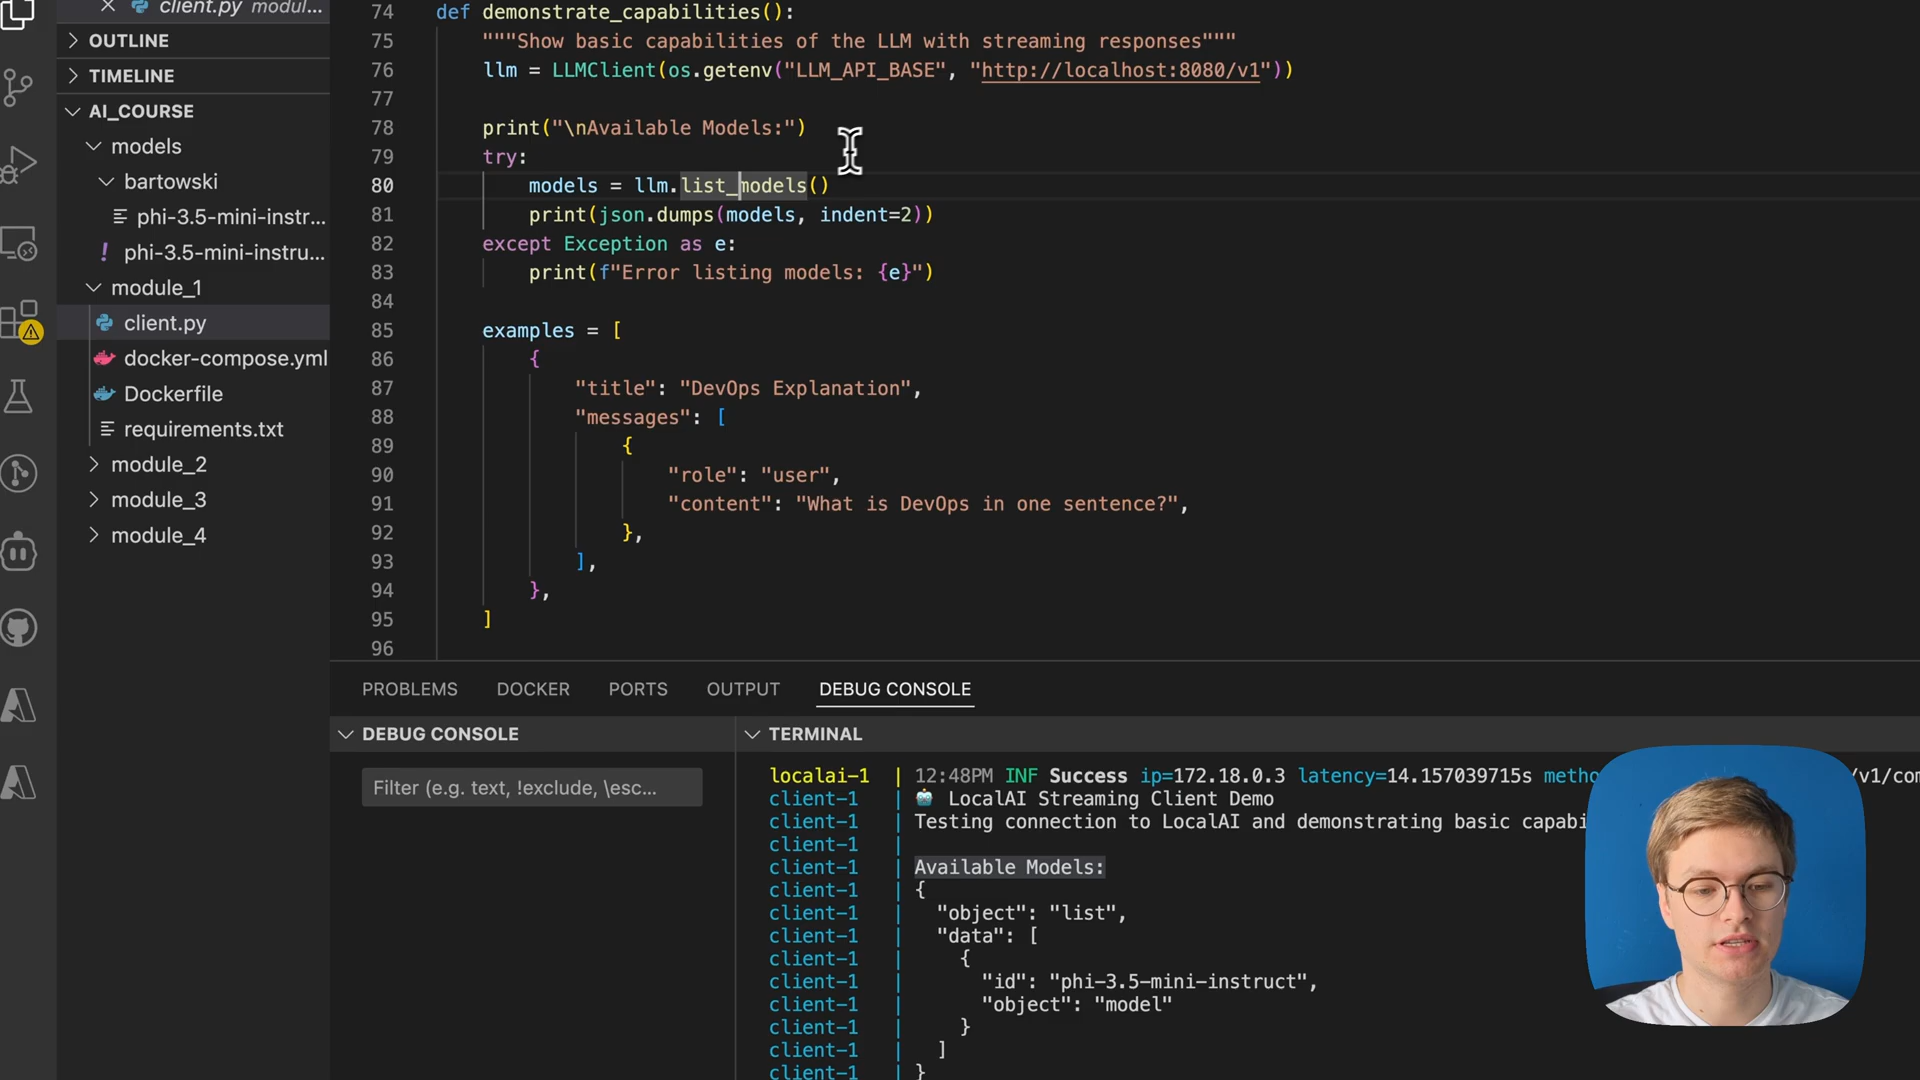 client.py modul...
OUTLINE
TIMELINE
AI_COURSE
models
bartowski
phi-3.5-mini-instr...
phi-3.5-mini-instru...
module_1
client.py
docker-compose.yml
Dockerfile
requirements.txt
module_2
module_3
module_4
74 def demonstrate_capabilities():
75 """Show basic capabilities of the LLM with streaming responses"""
76 llm = LLMClient(os.getenv("LLM_API_BASE", "http://localhost:8080/v1"))
77
78 print("\nAvailable Models:")
79 try:
80 models = llm.list_models()
81 print(json.dumps(models, indent=2))
82 except Exception as e:
83 print(f"Error listing models: {e}")
84
85 examples = [
86 {
87 "title": "DevOps Explanation",
88 "messages": [
89 {
90 "role": "user",
91 "content": "What is DevOps in one sentence?",
92 },
93 ],
94 },
95 ]
96
PROBLEMS DOCKER PORTS OUTPUT DEBUG CONSOLE
DEBUG CONSOLE
Filter (e.g. text, !exclude, \esc...
TERMINAL
localai-1 | 12:48PM INF Success ip=172.18.0.3 latency=14.157039715s metho /v1/con
client-1 | LocalAI Streaming Client Demo
client-1 | Testing connection to LocalAI and demonstrating basic capabi
client-1 |
client-1 | Available Models:
client-1 | {
client-1 | "object": "list",
client-1 | "data": [
client-1 | {
client-1 | "id": "phi-3.5-mini-instruct",
client-1 | "object": "model"
client-1 | }
client-1 | ]
client-1 | }